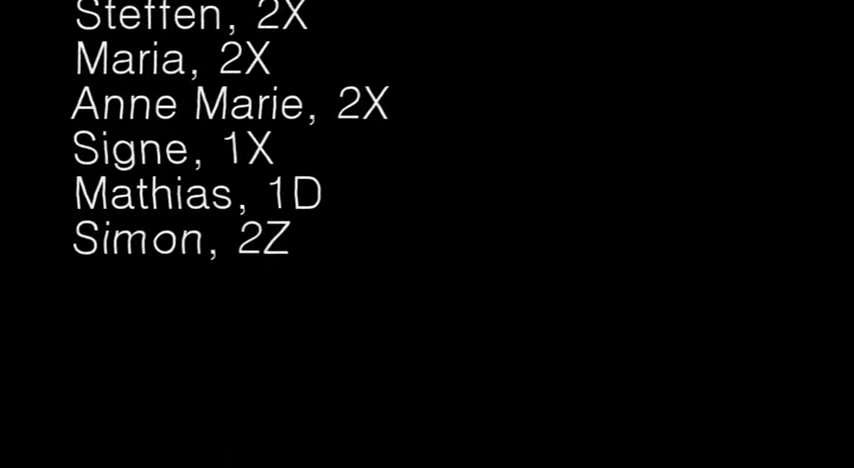 Steffen, 2X
Maria, 2X
Anne Marie, 2X
Signe, 1X
Mathias, 1D
Simon, 2Z